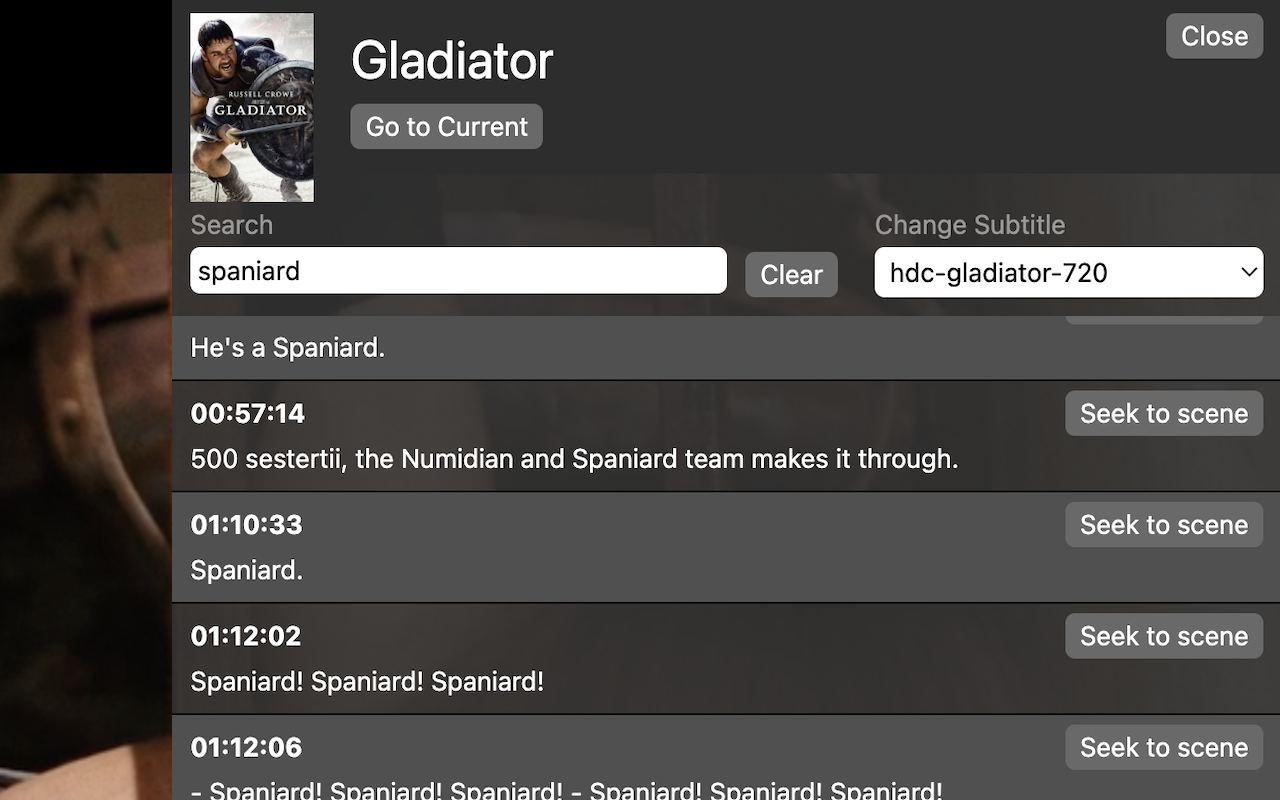 Gladiator
Close
Go to Current
RUSSELL CROWE
GLADIATOR
Search
Change Subtitle
spaniard
Clear
hdc-gladiator-720
He's a Spaniard.
00:57:14
Seek to scene
500 sestertii, the Numidian and Spaniard team makes it through.
01:10:33
Seek to scene
Spaniard.
01:12:02
Seek to scene
Spaniard! Spaniard! Spaniard!
01:12:06
Seek to scene
- Spaniard! Spaniard! Spaniard! - Spaniard! Spaniard! Spaniard!